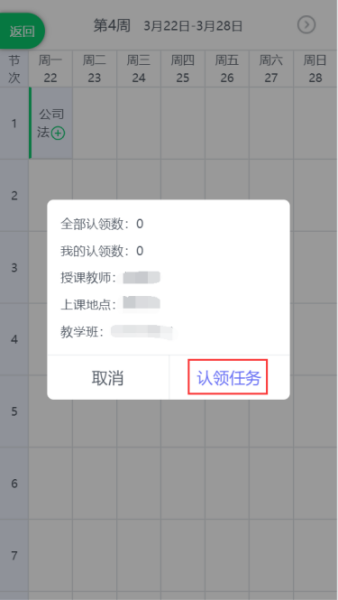 返回
第4周 3月22日-3月28日
节次 周一 周二 周三 周四 周五 周六 周日
22 23 24 25 26 27 28
1 公司法
2
全部认领数：0
我的认领数：0
3
授课教师：
上课地点：
教学班：
4
取消 认领任务
5
6
7